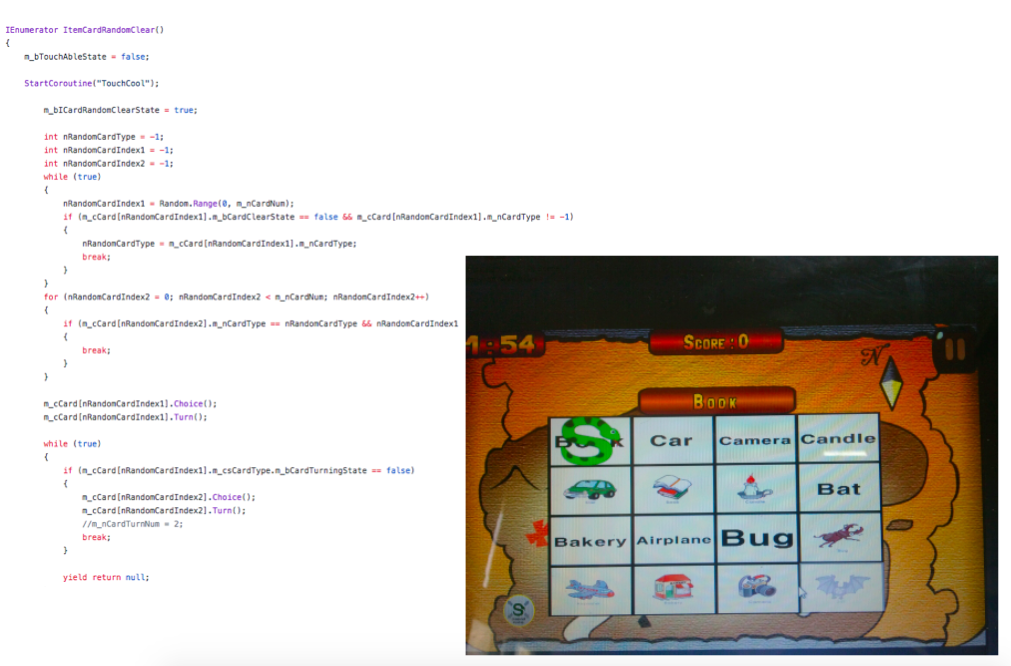 IEnumerator ItemCardRandomClear()
{
m_bTouchAbleState = false;
StartCoroutine("TouchCool");
m_bICardRandomClearState = true;
int nRandomCardType = -1;
int nRandomCardIndex1 = -1;
int nRandomCardIndex2 = -1;
while (true)
{
nRandomCardIndex1 = Random.Range(0, m_nCardNum);
if (m_cCard[nRandomCardIndex1].m_bCardClearState == false && m_cCard[nRandomCardIndex1].m_nCardType != -1)
{
nRandomCardType = m_cCard[nRandomCardIndex1].m_nCardType;
break;
}
}
for (nRandomCardIndex2 = 0; nRandomCardIndex2 < m_nCardNum; nRandomCardIndex2++)
{
if (m_cCard[nRandomCardIndex2].m_nCardType == nRandomCardType && nRandomCardIndex1
{
break;
}
}
m_cCard[nRandomCardIndex1].Choice();
m_cCard[nRandomCardIndex1].Turn();
while (true)
{
if (m_cCard[nRandomCardIndex1].m_csCardType.m_bCardTurningState == false)
{
m_cCard[nRandomCardIndex2].Choice();
m_cCard[nRandomCardIndex2].Turn();
//m_nCardTurnNum = 2;
break;
}
yield return null;
1:54
SCORE : 0
N
BOOK
Car Camera Candle
Bat
Bakery Airplane Bug
S